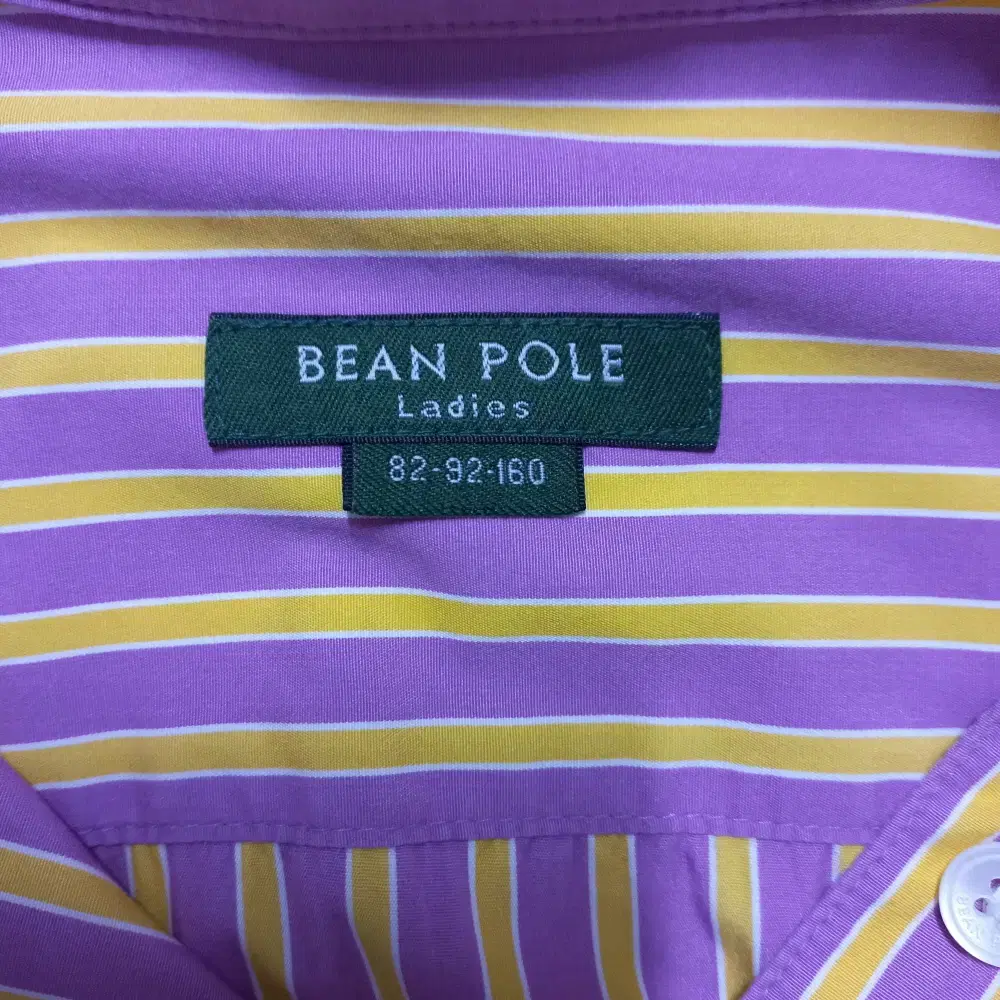 BEAN POLE
Ladies
82-92-160